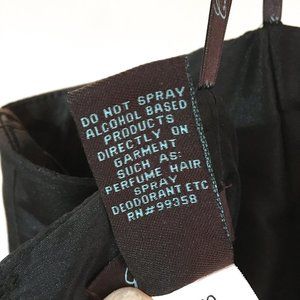 DO NOT SPRAY
ALCOHOL BASED
PRODUCTS
DIRECTLY ON
GARMENT
SUCH AS:
PERFUME HAIR
SPRAY
DEODORANT ETC
RN#99358